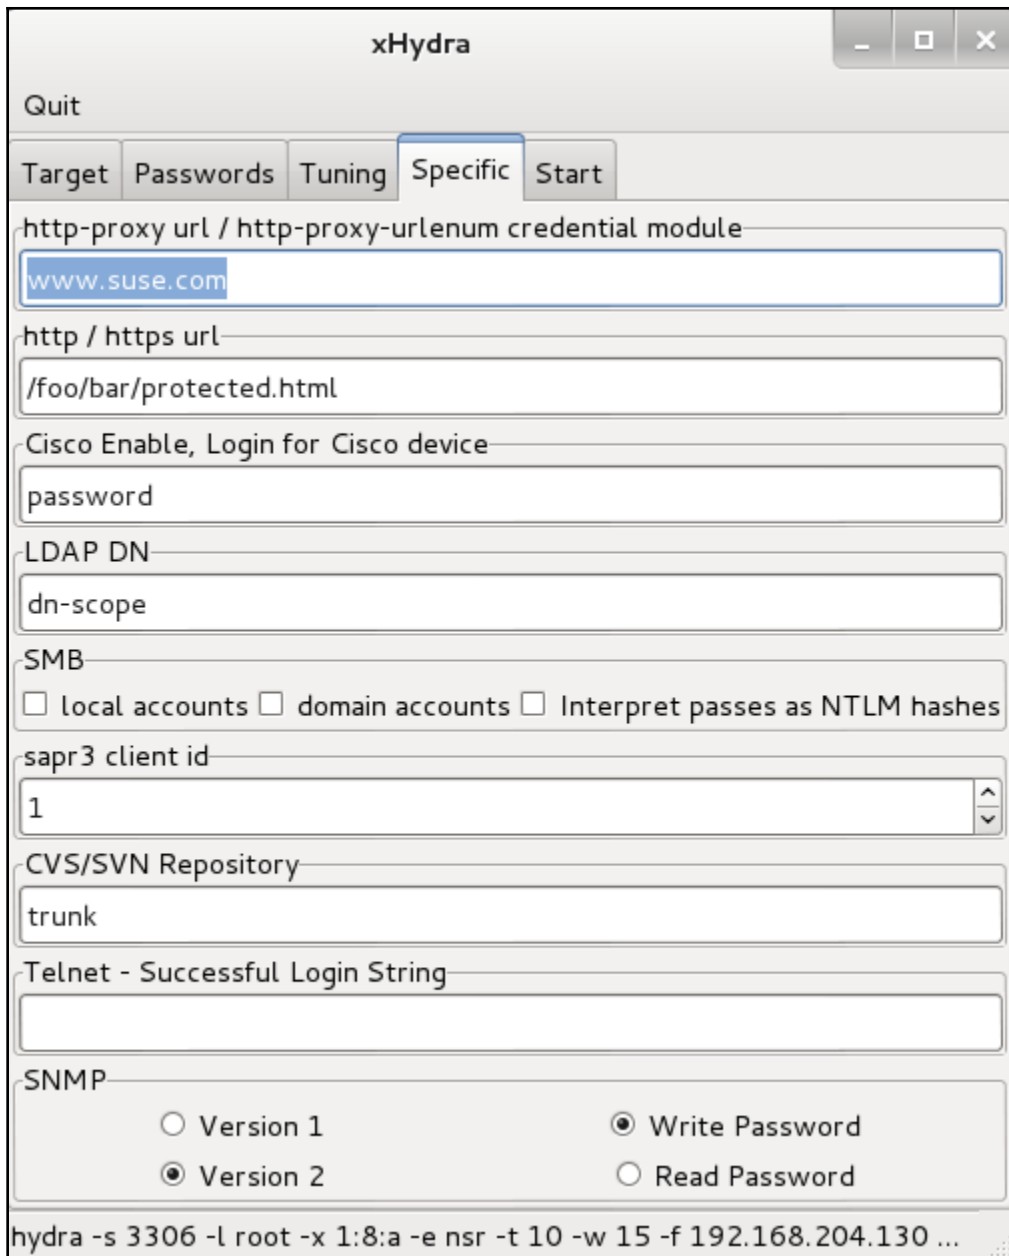 xHydra
Quit
Target Passwords Tuning Specific Start
http-proxy url / http-proxy-urlenum credential module
www.suse.com
http / https url
/foo/bar/protected.html
Cisco Enable, Login for Cisco device
password
LDAP DN
dn-scope
SMB
local accounts domain accounts Interpret passes as NTLM hashes
sapr3 client id
1
CVS/SVN Repository
trunk
Telnet - Successful Login String
SNMP
Version 1 Write Password
Version 2 Read Password
hydra -s 3306 -l root -x 1:8:a -e nsr -t 10 -w 15 -f 192.168.204.130 ...